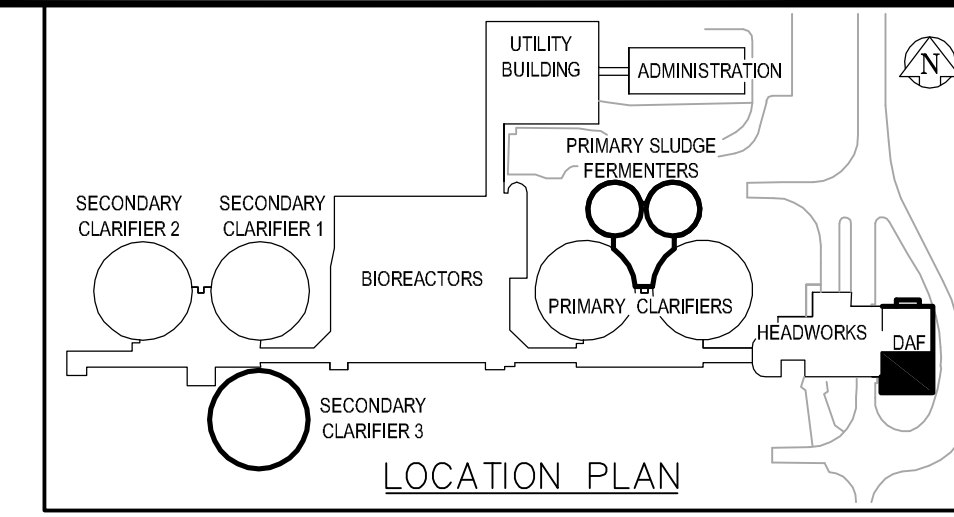 UTILITY
BUILDING
ADMINISTRATION
N
PRIMARY SLUDGE
FERMENTERS
SECONDARY
CLARIFIER 2
SECONDARY
CLARIFIER 1
BIOREACTORS
PRIMARY CLARIFIERS
HEADWORKS
DAF
SECONDARY
CLARIFIER 3
LOCATION PLAN